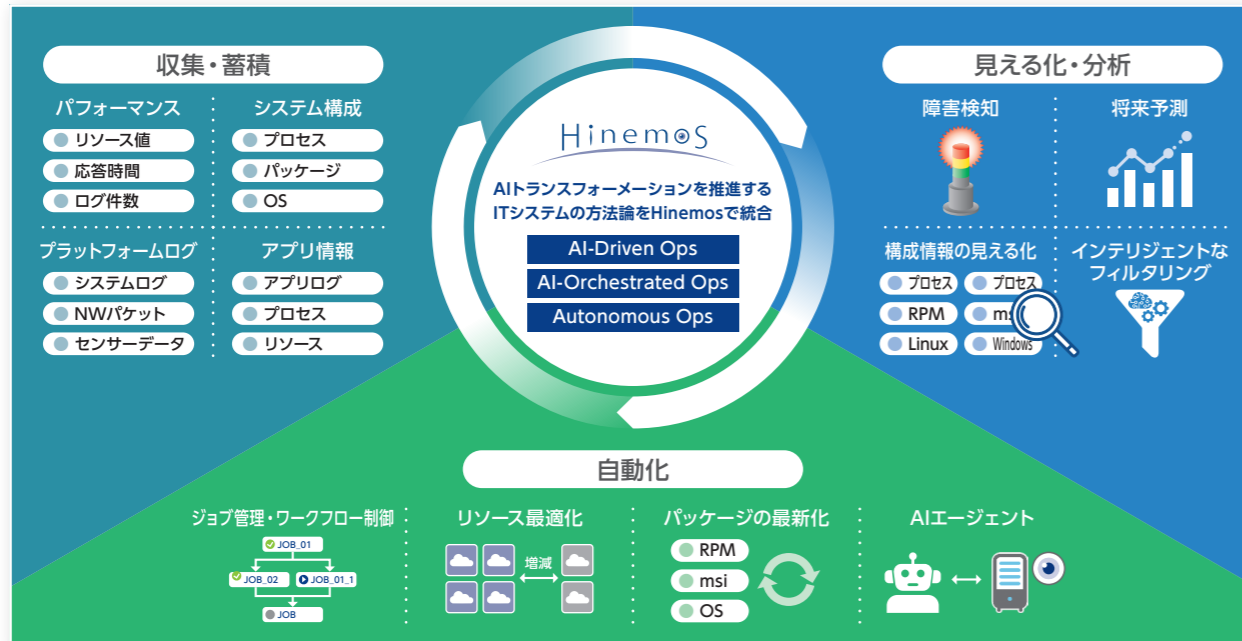 収集・蓄積
パフォーマンス
リソース値
応答時間
ログ件数
システム構成
プロセス
パッケージ
OS
プラットフォームログ
システムログ
NWパケット
センサーデータ
アプリ情報
アプリログ
プロセス
リソース
Hinemos
AIトランスフォーメーションを推進する
ITシステムの方法論をHinemosで統合
AI-Driven Ops
AI-Orchestrated Ops
Autonomous Ops
見える化・分析
障害検知
将来予測
構成情報の見える化
プロセス
プロセス
RPM
ms
Linux
Windows
インテリジェントな
フィルタリング
自動化
ジョブ管理・ワークフロー制御
JOB_01
JOB_02
JOB_01_1
JOB
リソース最適化
増減
パッケージの最新化
RPM
msi
OS
AIエージェント